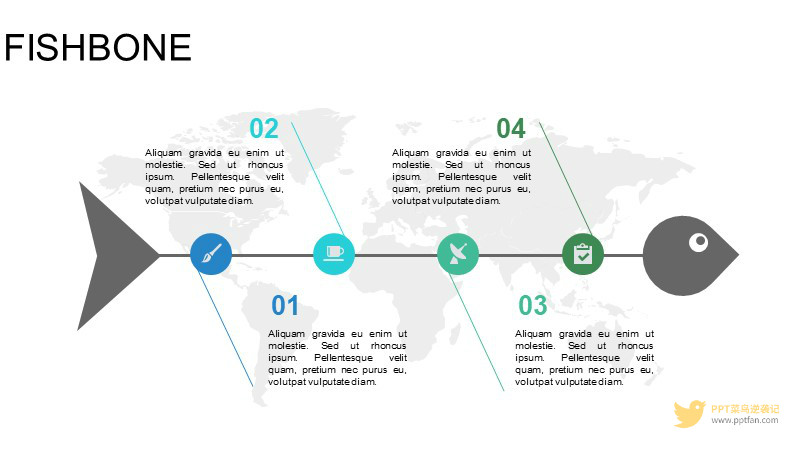 FISHBONE
02
Aliquam gravida eu enim ut
molestie. Sed ut rhoncus
ipsum. Pellentesque velit
quam, pretium nec purus eu,
volutpat vulputate diam.
04
Aliquam gravida eu enim ut
molestie. Sed ut rhoncus
ipsum. Pellentesque velit
quam, pretium nec purus eu,
volutpat vulputate diam.
01
Aliquam gravida eu enim ut
molestie. Sed ut rhoncus
ipsum. Pellentesque velit
quam, pretium nec purus eu,
volutpat vulputate diam.
03
Aliquam gravida eu enim ut
molestie. Sed ut rhoncus
ipsum. Pellentesque velit
quam, pretium nec purus eu,
volutpat vulputate diam.
PPT菜鸟逆袭记
www.pptfan.com